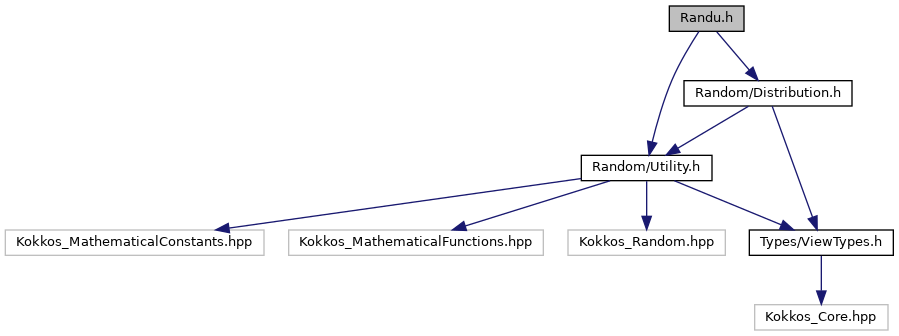 Randu.h
Random/Distribution.h
Random/Utility.h
Kokkos_MathematicalConstants.hpp
Kokkos_MathematicalFunctions.hpp
Kokkos_Random.hpp
Types/ViewTypes.h
Kokkos_Core.hpp